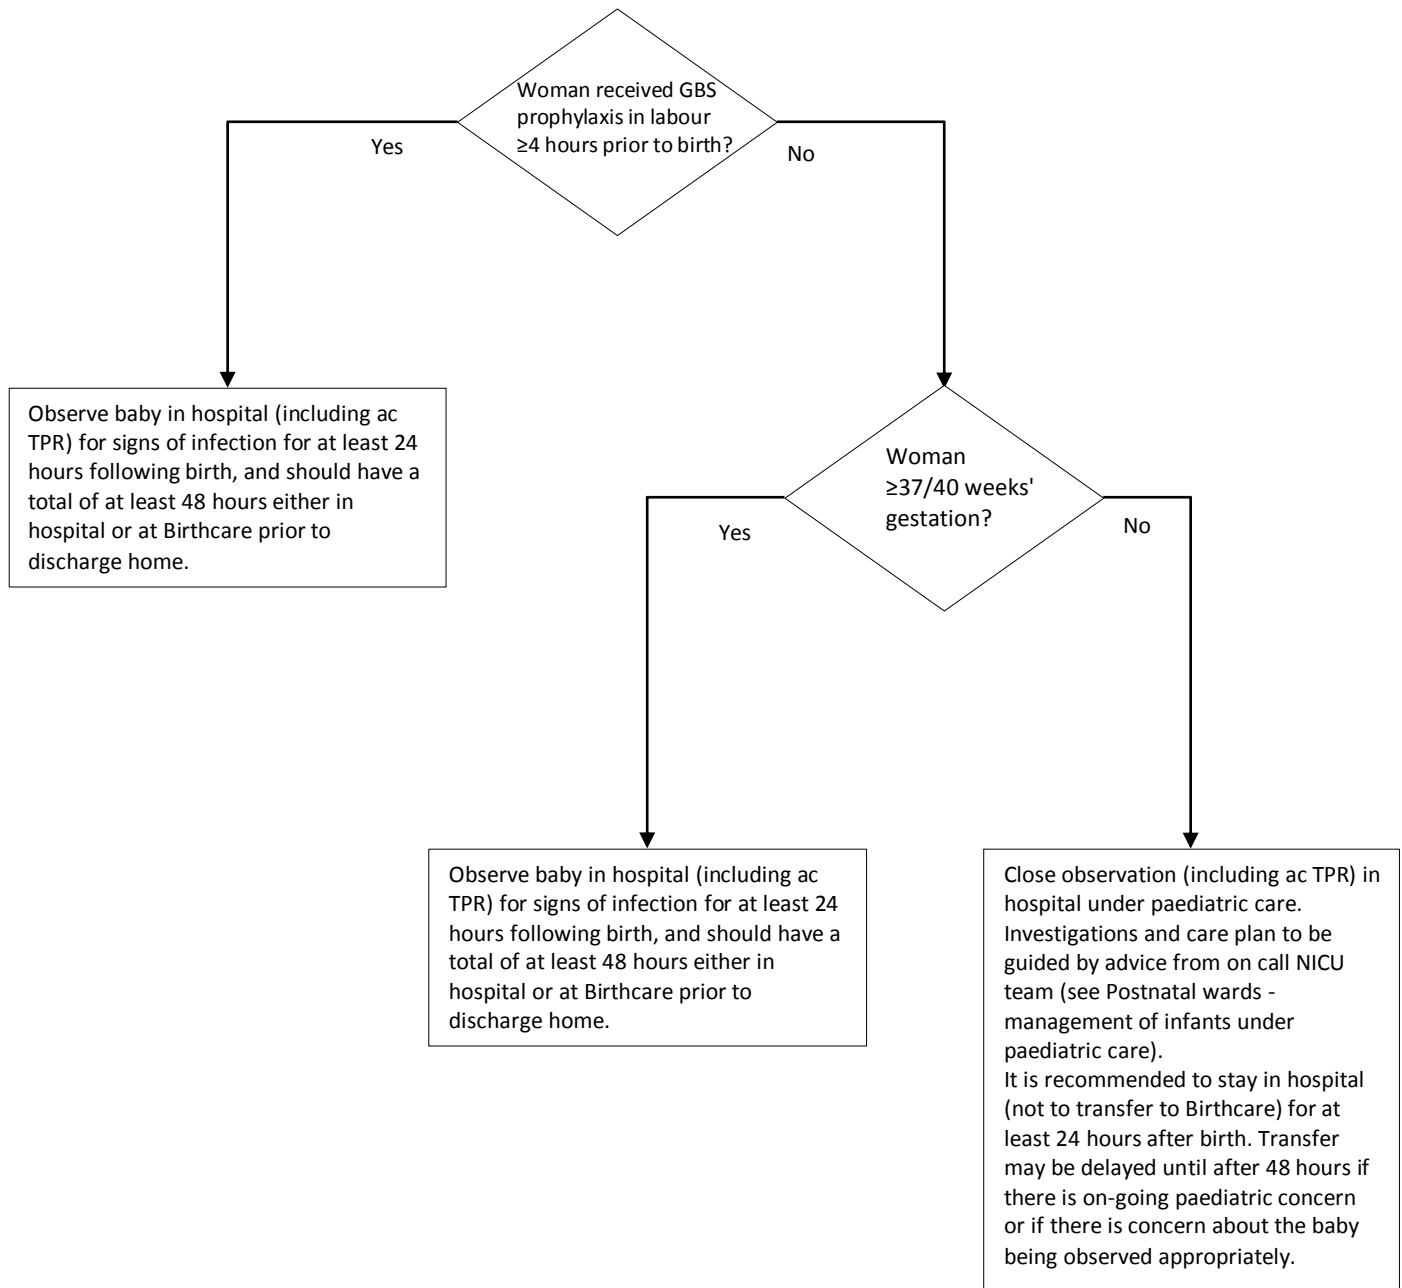 Woman received GBS
prophylaxis in labour
≥4 hours prior to birth?
Yes
No
Observe baby in hospital (including ac
TPR) for signs of infection for at least 24
hours following birth, and should have a
total of at least 48 hours either in
hospital or at Birthcare prior to
discharge home.
Woman
≥37/40 weeks'
gestation?
Yes
No
Observe baby in hospital (including ac
TPR) for signs of infection for at least 24
hours following birth, and should have a
total of at least 48 hours either in
hospital or at Birthcare prior to
discharge home.
Close observation (including ac TPR) in
hospital under paediatric care.
Investigations and care plan to be
guided by advice from on call NICU
team (see Postnatal wards -
management of infants under
paediatric care).
It is recommended to stay in hospital
(not to transfer to Birthcare) for at
least 24 hours after birth. Transfer
may be delayed until after 48 hours if
there is on-going paediatric concern
or if there is concern about the baby
being observed appropriately.